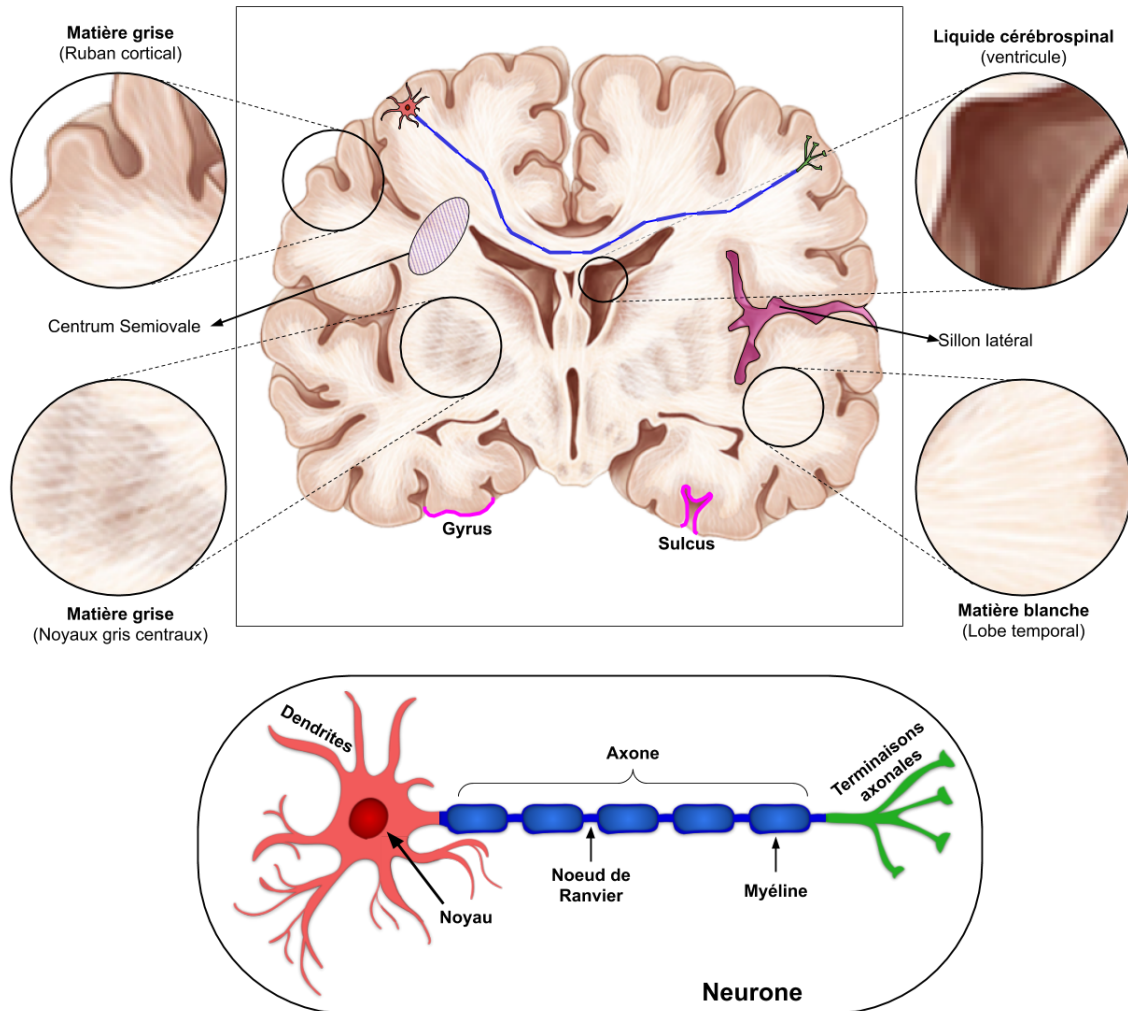 Matière grise
(Ruban cortical)
Liquide cérébrospinal
(ventricule)
Centrum Semiovale
Sillon latéral
Gyrus
Sulcus
Matière grise
(Noyaux gris centraux)
Matière blanche
(Lobe temporal)
Dendrites
Axone
Terminaisons
axonales
Noeud de
Ranvier
Myéline
Noyau
Neurone